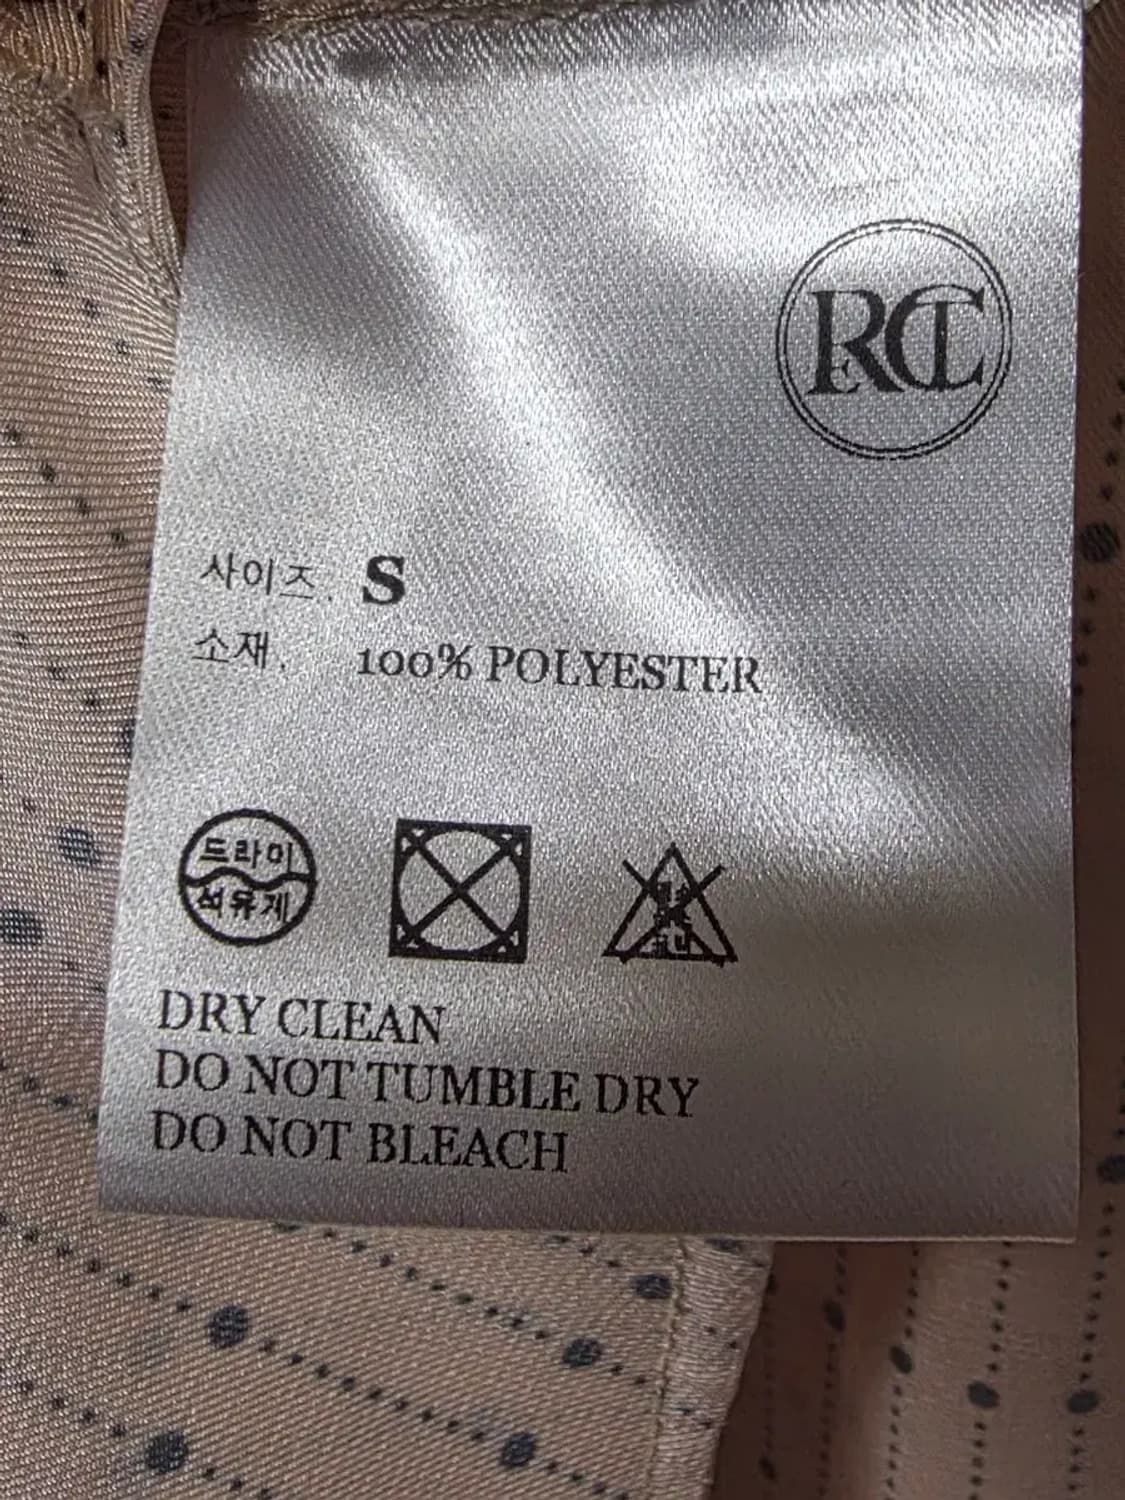 RCT
사이즈. S
소재. 100% POLYESTER
드라이
석유계
DRY CLEAN
DO NOT TUMBLE DRY
DO NOT BLEACH